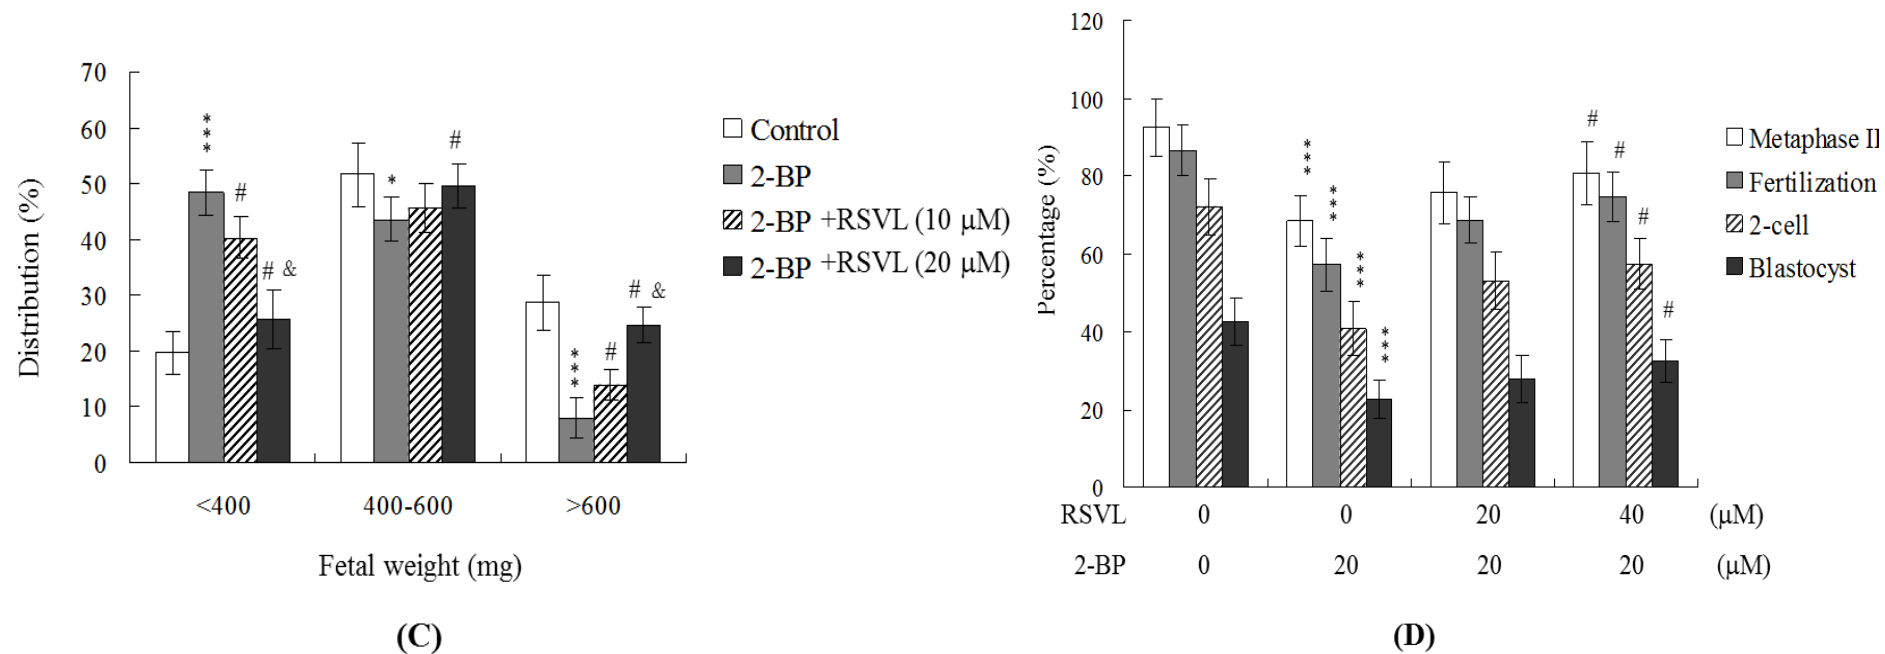 70
60
50
40
30
20
10
0
Distribution (%)
***
#
# &
*
#
***
#
# &
<400
400-600
>600
Fetal weight (mg)
Control
2-BP
2-BP +RSVL (10 μM)
2-BP +RSVL (20 μM)
(C)
120
100
80
60
40
20
0
Percentage (%)
***
***
***
***
#
#
#
#
Metaphase II
Fertilization
2-cell
Blastocyst
RSVL 0 0 20 40 (μM)
2-BP 0 20 20 20 (μM)
(D)